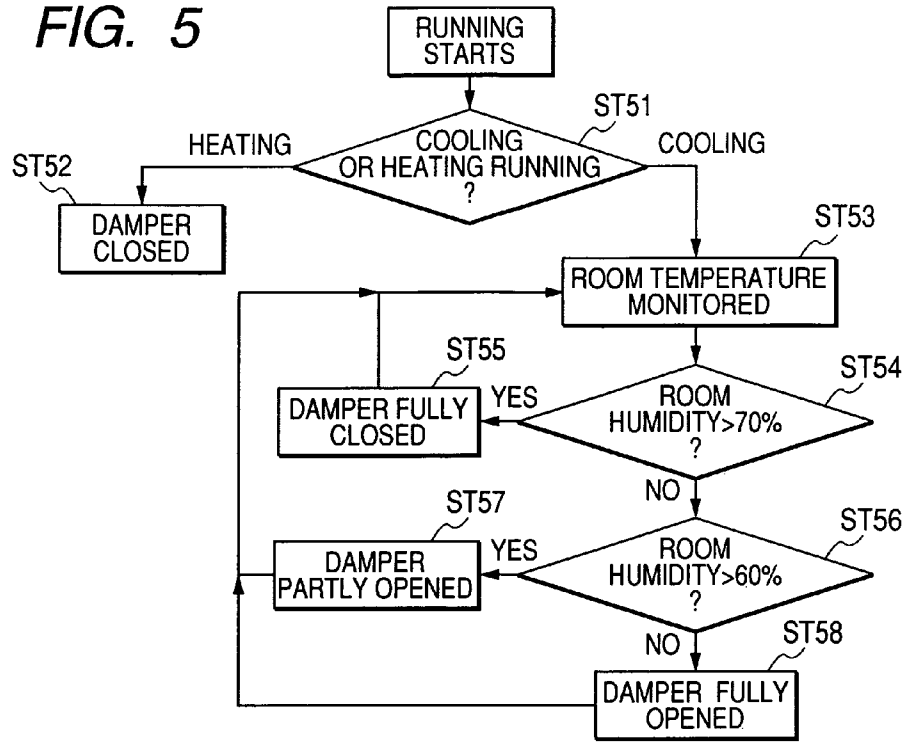 FIG. 5
RUNNING
STARTS
ST51
COOLING
OR HEATING RUNNING
?
HEATING
COOLING
ST52
DAMPER
CLOSED
ST53
ROOM TEMPERATURE
MONITORED
ST54
ROOM
HUMIDITY>70%
?
YES
ST55
DAMPER FULLY
CLOSED
NO
ST56
ROOM
HUMIDITY>60%
?
YES
ST57
DAMPER
PARTLY OPENED
NO
ST58
DAMPER FULLY
OPENED